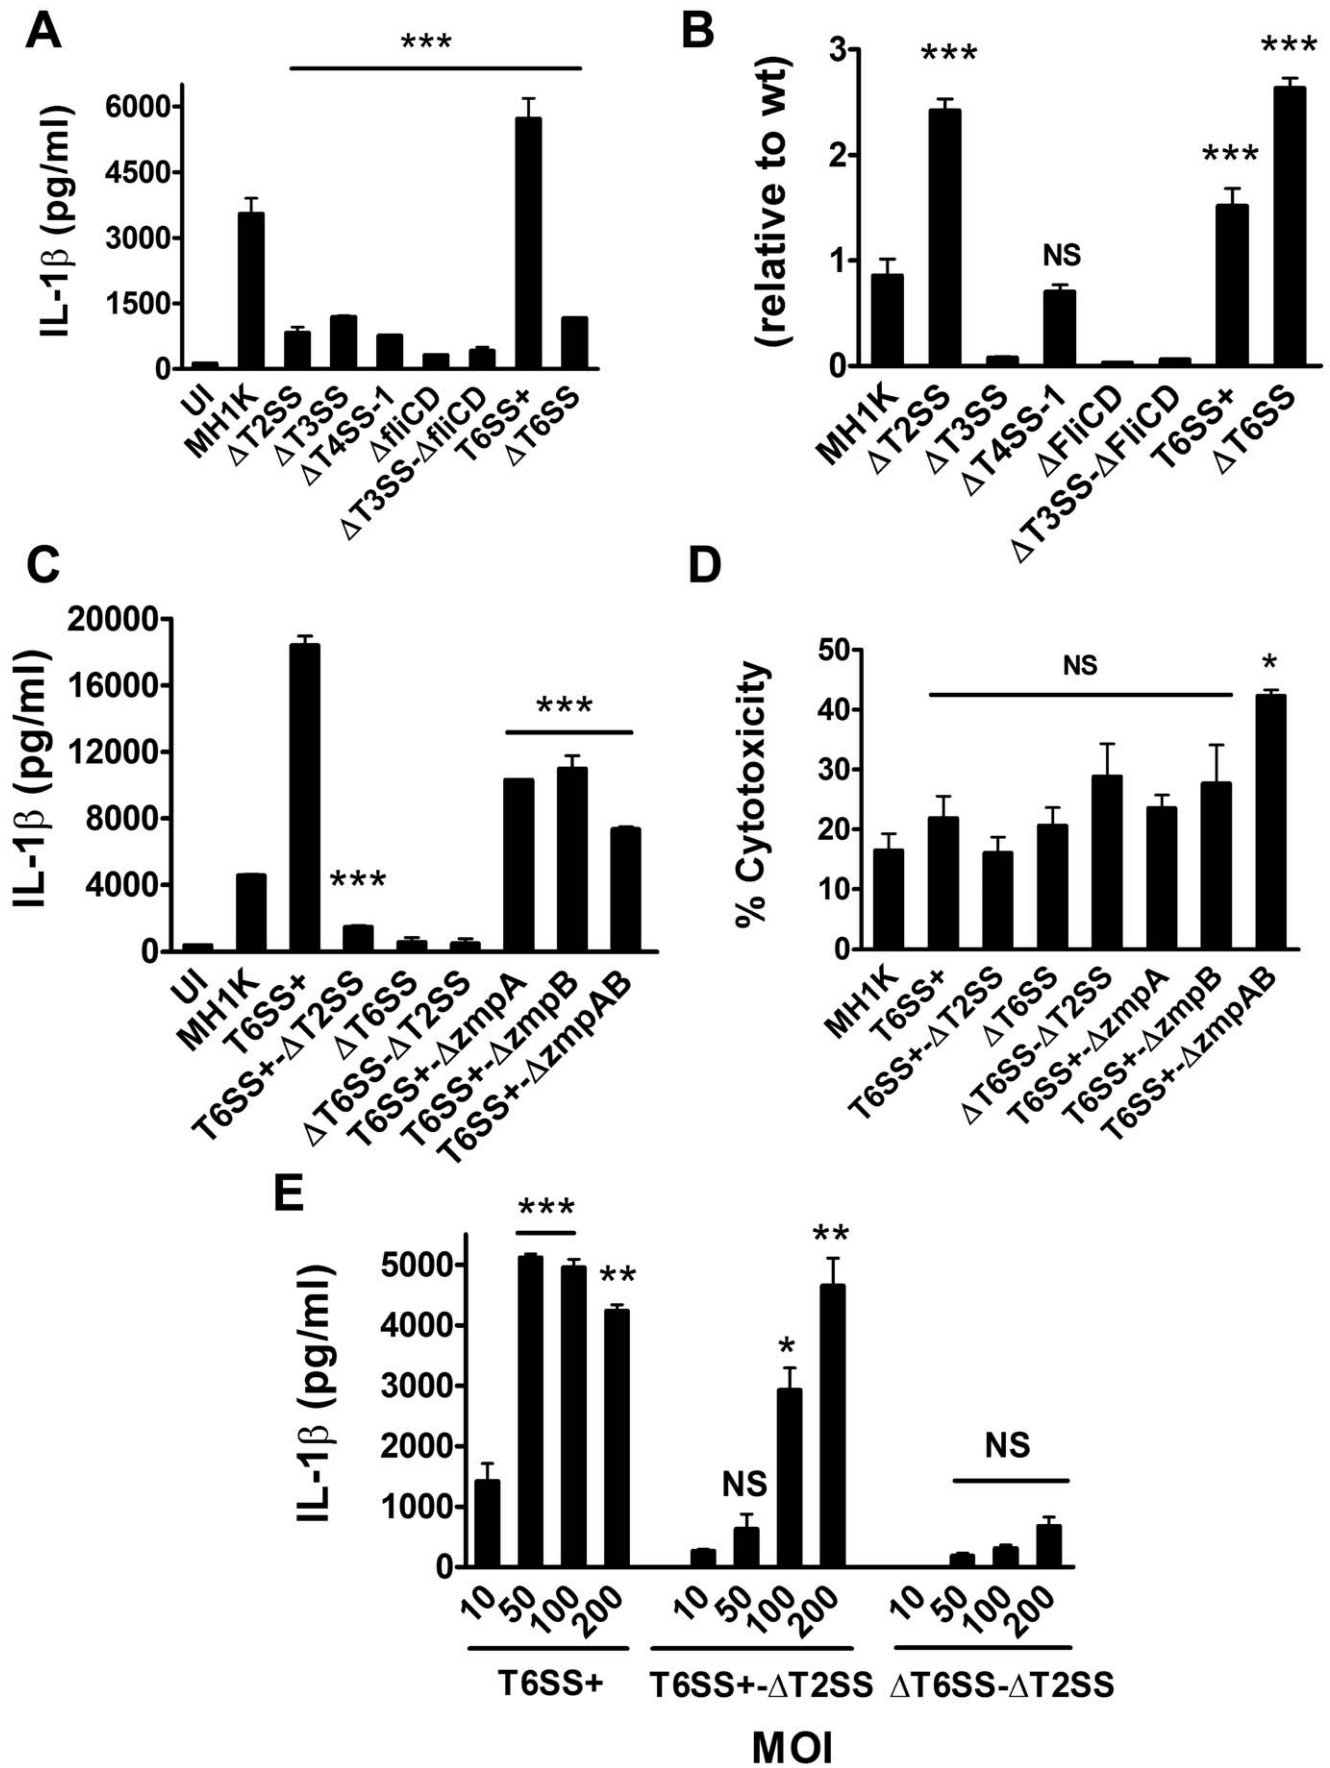 A
***
IL-1β (pg/ml)
6000
4500
3000
1500
0
UI
MH1K
ΔT2SS
ΔT3SS
ΔT4SS-1
ΔfliCD
ΔT3SS-ΔfliCD
T6SS+
ΔT6SS
B
(relative to wt)
3
2
1
0
***
NS
***
***
MH1K
ΔT2SS
ΔT3SS
ΔT4SS-1
ΔFliCD
ΔT3SS-ΔFliCD
T6SS+
ΔT6SS
C
IL-1β (pg/ml)
20000
16000
12000
8000
4000
0
***
***
UI
MH1K
T6SS+
T6SS+-ΔT2SS
ΔT6SS
ΔT6SS-ΔT2SS
T6SS+-ΔzmpA
T6SS+-ΔzmpB
T6SS+-ΔzmpAB
D
% Cytotoxicity
50
40
30
20
10
0
NS
*
MH1K
T6SS+
T6SS+-ΔT2SS
ΔT6SS
ΔT6SS-ΔT2SS
T6SS+-ΔzmpA
T6SS+-ΔzmpB
T6SS+-ΔzmpAB
E
IL-1β (pg/ml)
5000
4000
3000
2000
1000
0
***
**
NS
*
**
NS
10 50 100 200 10 50 100 200 10 50 100 200
T6SS+ T6SS+-ΔT2SS ΔT6SS-ΔT2SS
MOI